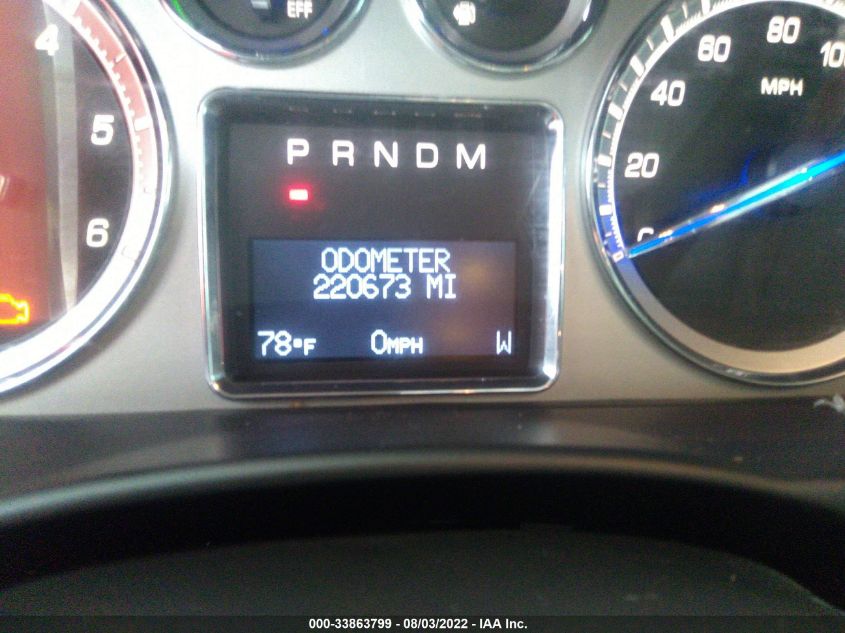 EFF
4
5
6
P R N D M
ODOMETER
220673 MI
78°F 0MPH W
0
20
40
60
80
100
MPH
000-33863799 - 08/03/2022 - IAA Inc.